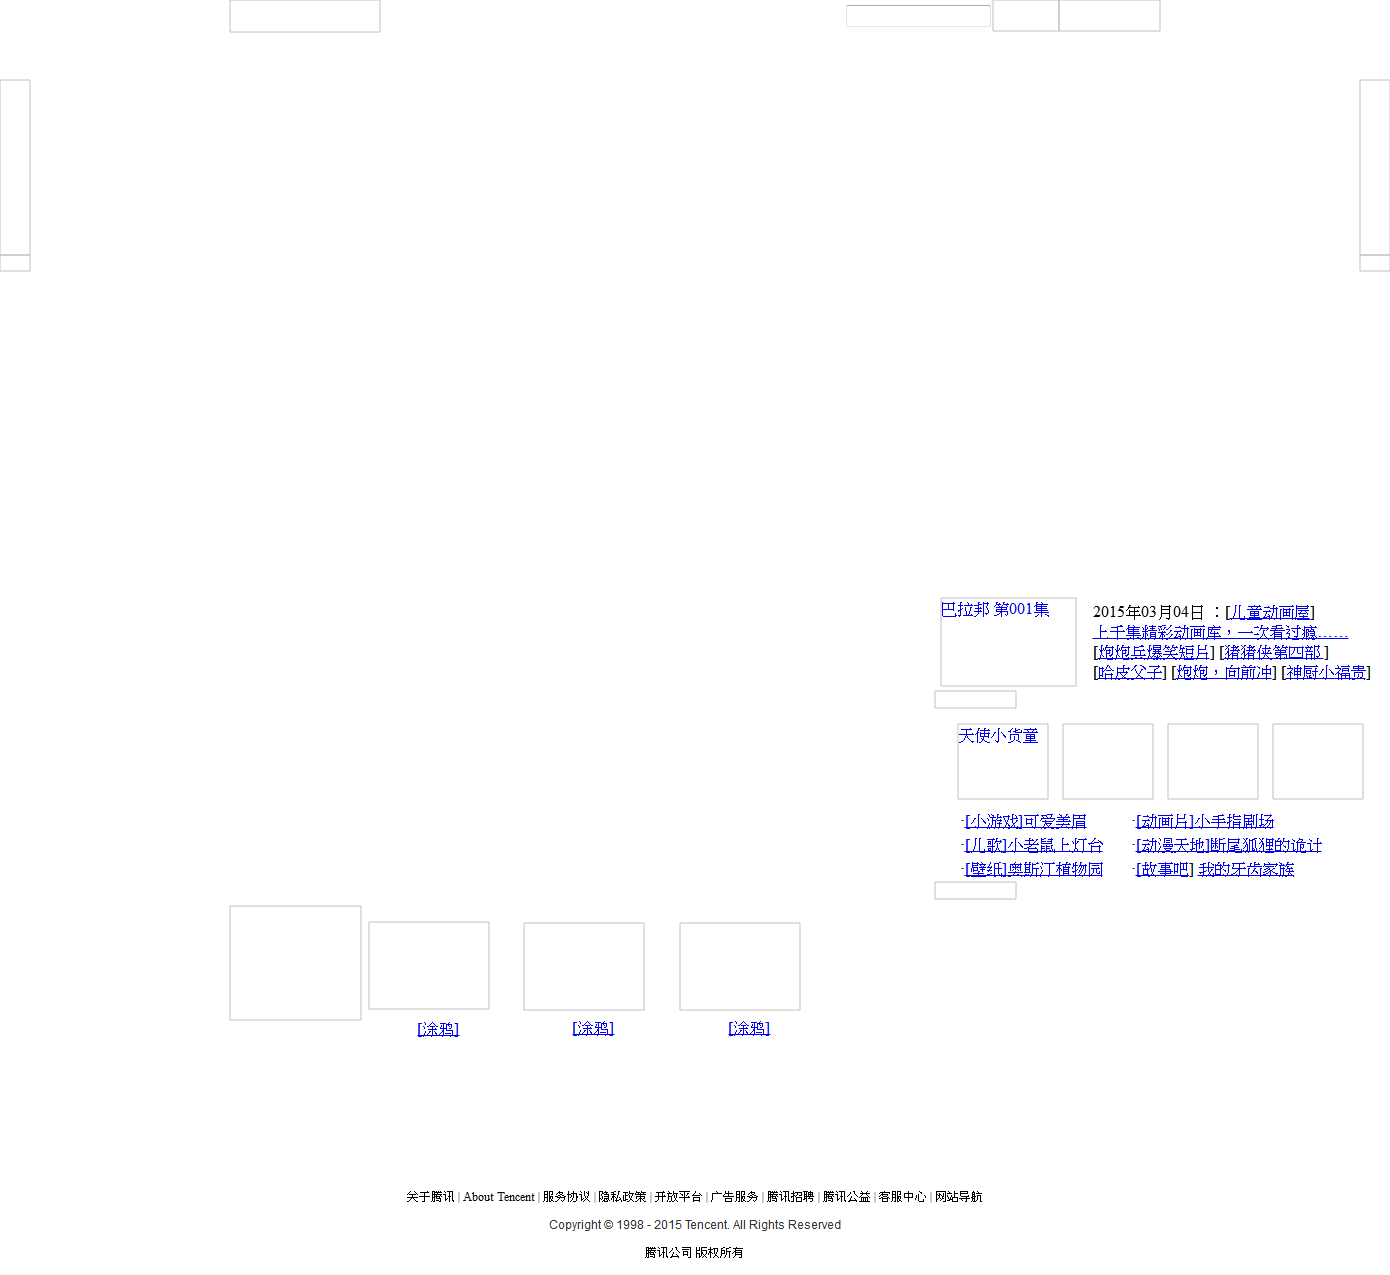 巴拉邦 第001集
2015年03月04日 ：[儿童动画屋]
上千集精彩动画库，一次看过瘾……
[炮炮兵爆笑短片] [猪猪侠第四部 ]
[哈皮父子] [炮炮，向前冲] [神厨小福贵]
天使小货童
·[小游戏]可爱美眉
·[动画片]小手指剧场
·[儿歌]小老鼠上灯台
·[动漫天地]断尾狐狸的诡计
·[壁纸]奥斯汀植物园
·[故事吧] 我的牙齿家族
[涂鸦]
[涂鸦]
[涂鸦]
关于腾讯 | About Tencent | 服务协议 | 隐私政策 | 开放平台 | 广告服务 | 腾讯招聘 | 腾讯公益 | 客服中心 | 网站导航
Copyright © 1998 - 2015 Tencent. All Rights Reserved
腾讯公司 版权所有